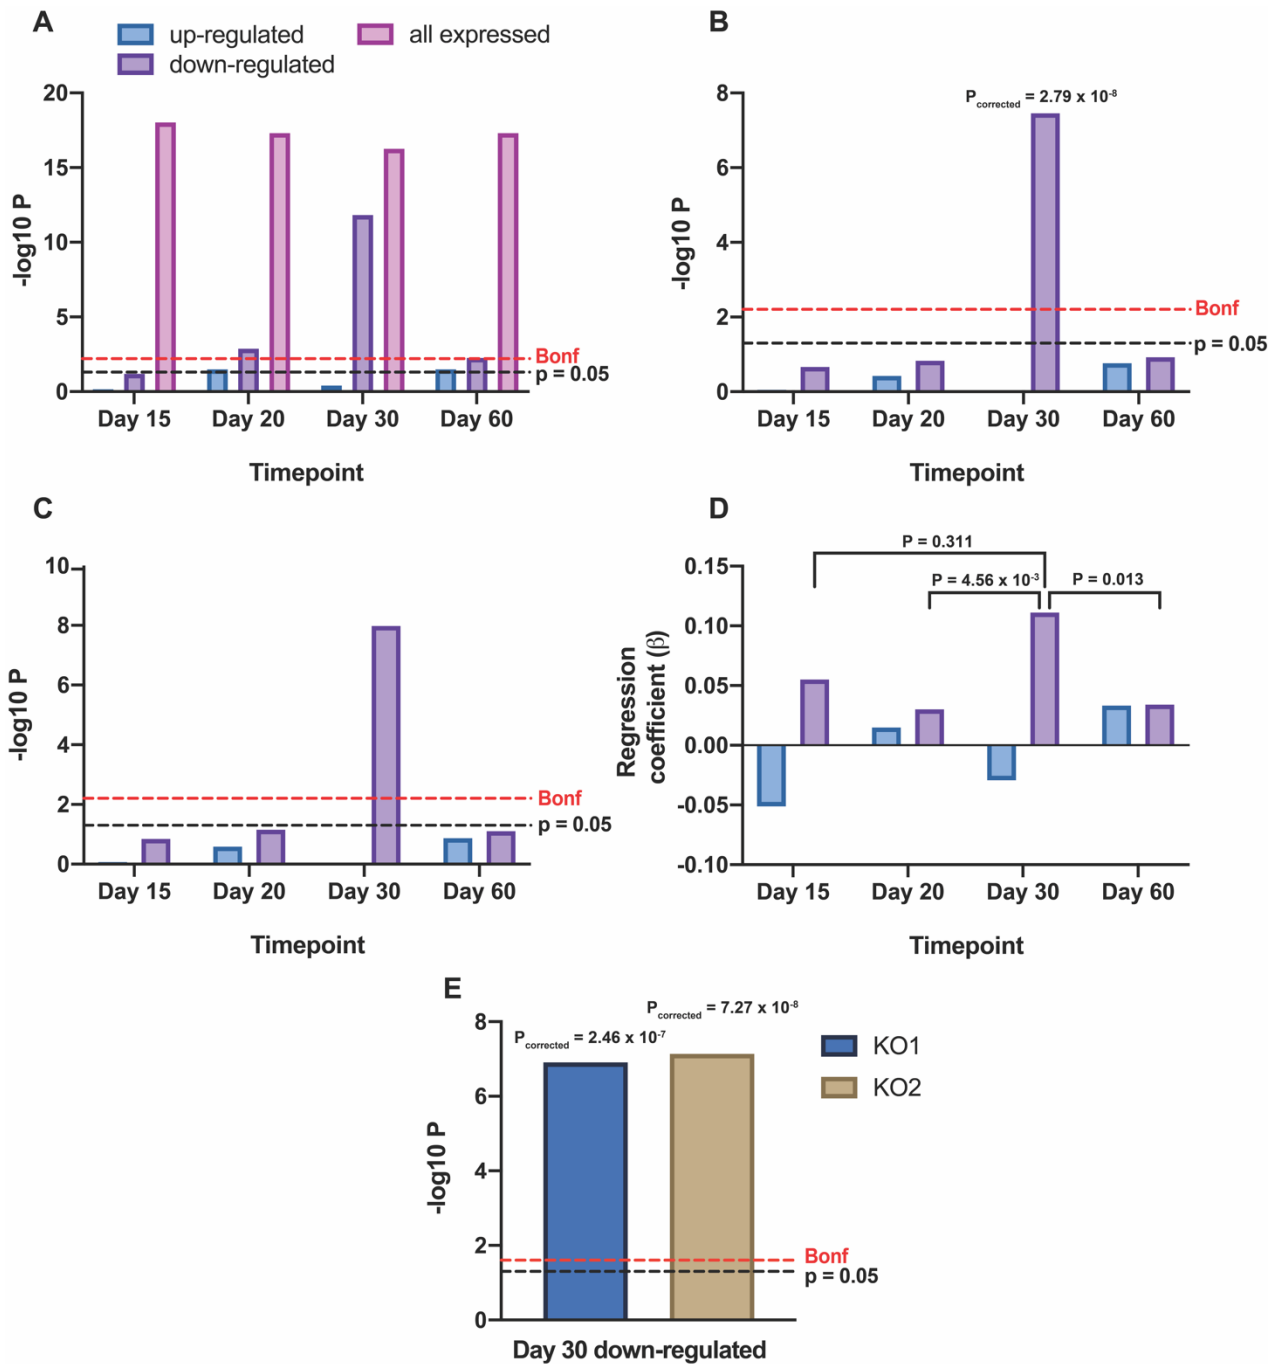 A
up-regulated
all expressed
down-regulated
20
15
10
5
0
-log10 P
Bonf
p = 0.05
Day 15
Day 20
Day 30
Day 60
Timepoint
B
8
6
4
2
0
-log10 P
Pcorrected = 2.79 x 10-8
Bonf
p = 0.05
Day 15
Day 20
Day 30
Day 60
Timepoint
C
10
8
6
4
2
0
-log10 P
Bonf
p = 0.05
Day 15
Day 20
Day 30
Day 60
Timepoint
D
0.15
0.10
0.05
0.00
-0.05
-0.10
Regression
coefficient (β)
P = 0.311
P = 4.56 x 10-3
P = 0.013
Day 15
Day 20
Day 30
Day 60
Timepoint
E
8
6
4
2
0
-log10 P
Pcorrected = 7.27 x 10-8
Pcorrected = 2.46 x 10-7
KO1
KO2
Bonf
p = 0.05
Day 30 down-regulated